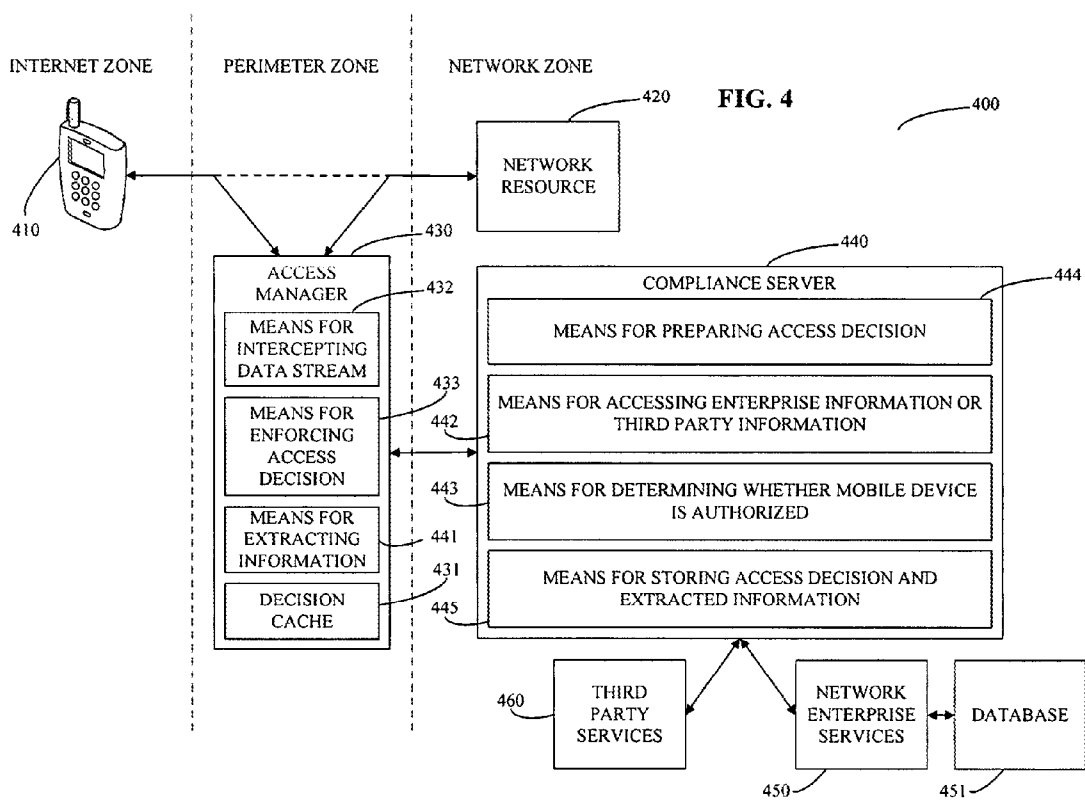 INTERNET ZONE
PERIMETER ZONE
NETWORK ZONE
FIG. 4
420
400
NETWORK
RESOURCE
410
430
ACCESS
MANAGER
432
MEANS FOR
INTERCEPTING
DATA STREAM
433
MEANS FOR
ENFORCING
ACCESS
DECISION
MEANS FOR
EXTRACTING
INFORMATION
441
431
DECISION
CACHE
440
COMPLIANCE SERVER
444
MEANS FOR PREPARING ACCESS DECISION
MEANS FOR ACCESSING ENTERPRISE INFORMATION OR
THIRD PARTY INFORMATION
442
443
MEANS FOR DETERMINING WHETHER MOBILE DEVICE
IS AUTHORIZED
MEANS FOR STORING ACCESS DECISION AND
EXTRACTED INFORMATION
445
460
THIRD
PARTY
SERVICES
NETWORK
ENTERPRISE
SERVICES
DATABASE
450
451